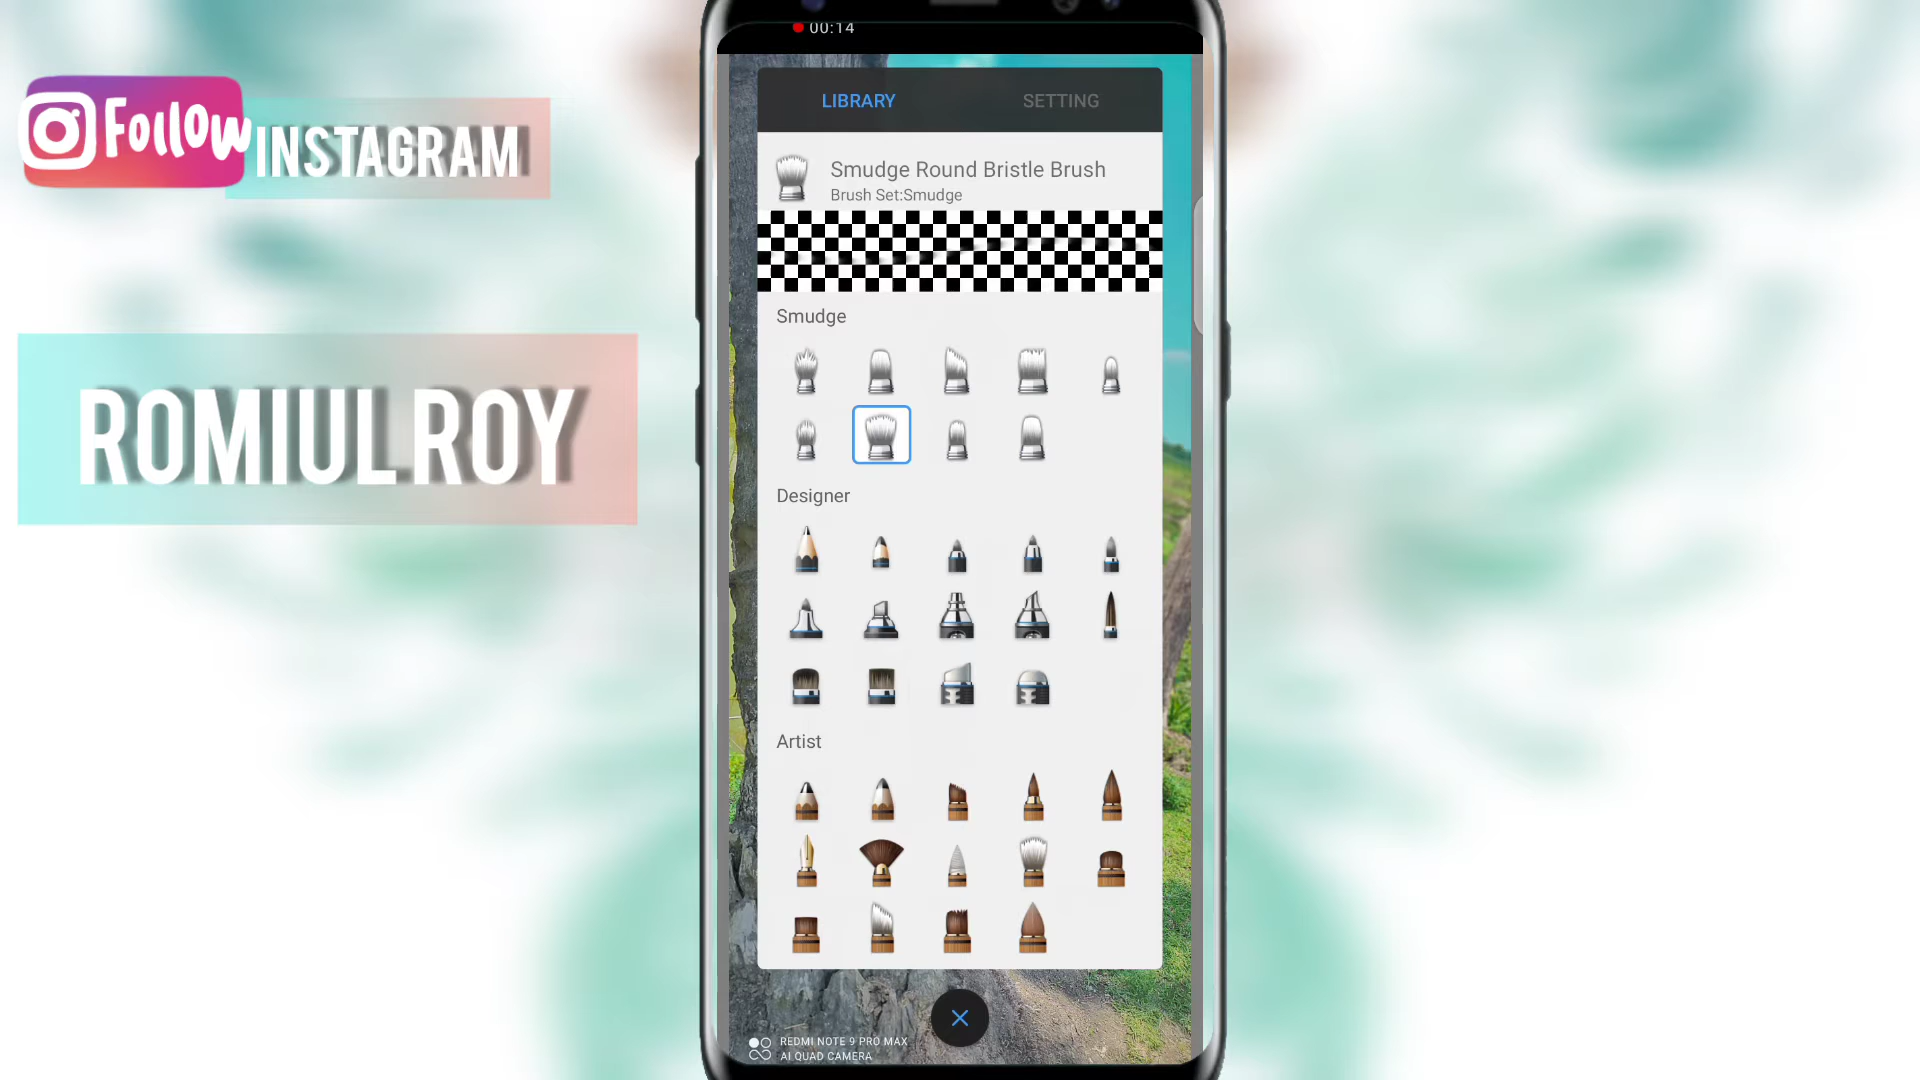 00:14
LIBRARY
SETTING
Follow
INSTAGRAM
Smudge Round Bristle Brush
Brush Set:Smudge
Smudge
ROMIUL ROY
Designer
Artist
REDMI NOTE 9 PRO MAX
AI QUAD CAMERA